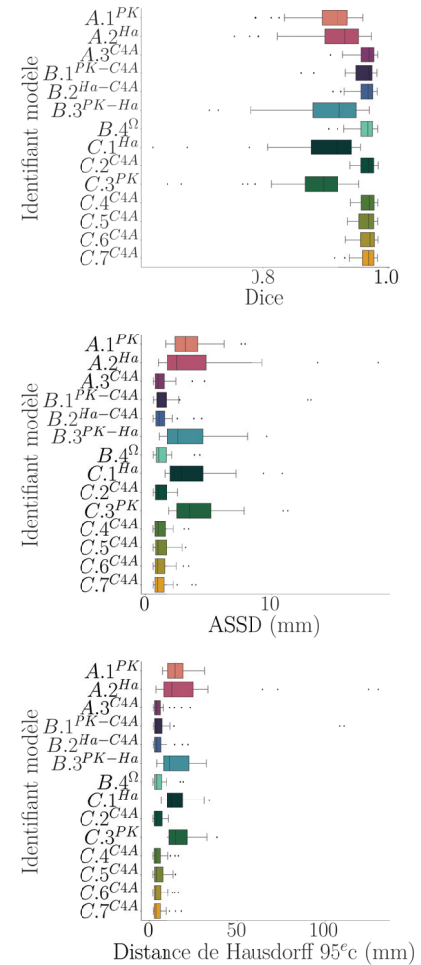 Identifiant modèle
A.1^PK
A.2^Ha
A.3^C4A
B.1^PK−C4A
B.2^Ha−C4A
B.3^PK−Ha
B.4^Ω
C.1^Ha
C.2^C4A
C.3^PK
C.4^C4A
C.5^C4A
C.6^C4A
C.7^C4A
0.8 1.0
Dice
Identifiant modèle
A.1^PK
A.2^Ha
A.3^C4A
B.1^PK−C4A
B.2^Ha−C4A
B.3^PK−Ha
B.4^Ω
C.1^Ha
C.2^C4A
C.3^PK
C.4^C4A
C.5^C4A
C.6^C4A
C.7^C4A
0 10
ASSD (mm)
Identifiant modèle
A.1^PK
A.2^Ha
A.3^C4A
B.1^PK−C4A
B.2^Ha−C4A
B.3^PK−Ha
B.4^Ω
C.1^Ha
C.2^C4A
C.3^PK
C.4^C4A
C.5^C4A
C.6^C4A
C.7^C4A
0 50 100
Distance de Hausdorff 95^e c (mm)